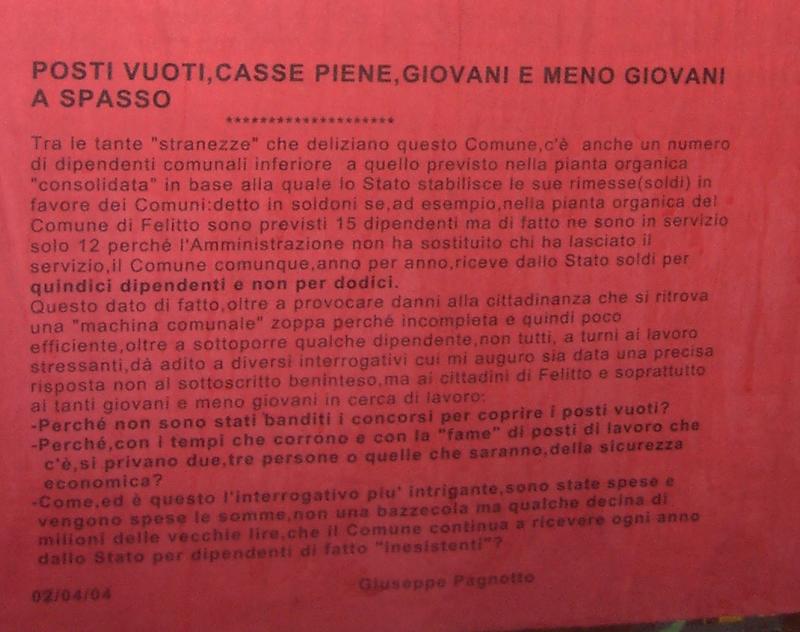 POSTI VUOTI,CASSE PIENE,GIOVANI E MENO GIOVANI
A SPASSO
********************
Tra le tante "stranezze" che deliziano questo Comune,c'è anche un numero
di dipendenti comunali inferiore a quello previsto nella pianta organica
"consolidata" in base alla quale lo Stato stabilisce le sue rimesse(soldi) in
favore dei Comuni:detto in soldoni se,ad esempio,nella pianta organica del
Comune di Felitto sono previsti 15 dipendenti ma di fatto ne sono in servizio
solo 12 perché l'Amministrazione non ha sostituito chi ha lasciato il
servizio,il Comune comunque,anno per anno,riceve dallo Stato soldi per
quindici dipendenti e non per dodici.
Questo dato di fatto,oltre a provocare danni alla cittadinanza che si ritrova
una "machina comunale" zoppa perché incompleta e quindi poco
efficiente,oltre a sottoporre qualche dipendente,non tutti, a turni ai lavoro
stressanti,dà adito a diversi interrogativi cui mi auguro sia data una precisa
risposta non al sottoscritto beninteso,ma ai cittadini di Felitto e soprattutto
ai tanti giovani e meno giovani in cerca di lavoro:
-Perché non sono stati banditi i concorsi per coprire i posti vuoti?
-Perché,con i tempi che corrono e con la "fame" di posti di lavoro che
c'è,si privano due,tre persone o quelle che saranno,della sicurezza
economica?
-Come,ed è questo l'interrogativo piu' intrigante,sono state spese e
vengono spese le somme,non una bazzecola ma qualche decina di
milioni delle vecchie lire,che il Comune continua a ricevere ogni anno
dallo Stato per dipendenti di fatto "inesistenti"?
Giuseppe Pagnotto
02/04/04